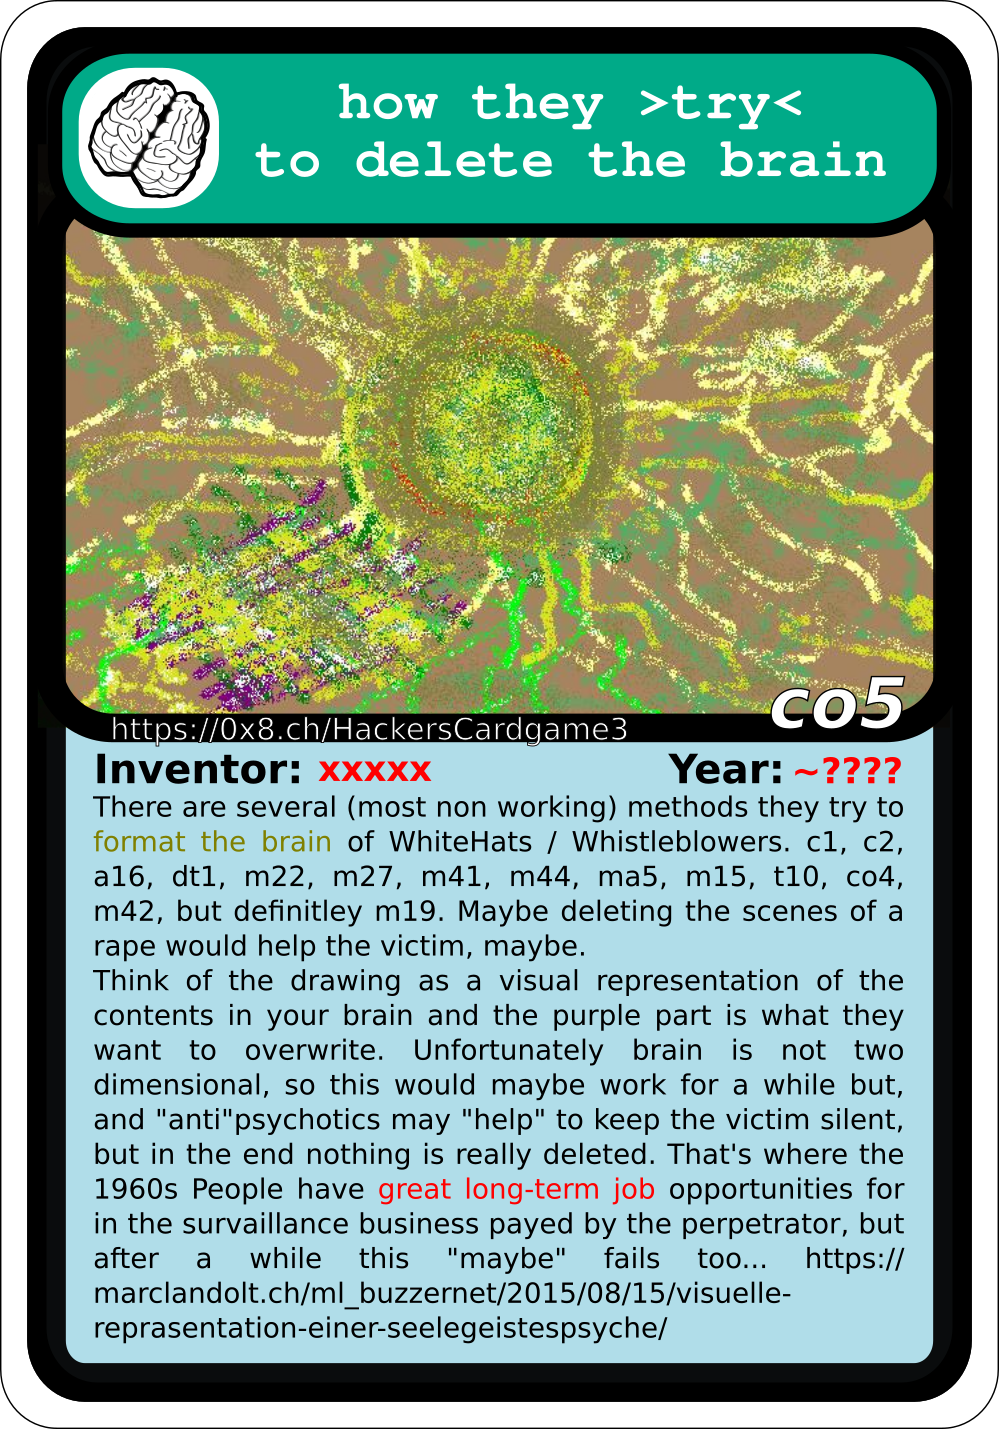 how they >try<
to delete the brain
co5
https://0x8.ch/HackersCardgame3
Inventor: xxxxx Year: ~????
There are several (most non working) methods they try to
format the brain of WhiteHats / Whistleblowers. c1, c2,
a16, dt1, m22, m27, m41, m44, ma5, m15, t10, co4,
m42, but definitley m19. Maybe deleting the scenes of a
rape would help the victim, maybe.
Think of the drawing as a visual representation of the
contents in your brain and the purple part is what they
want to overwrite. Unfortunately brain is not two
dimensional, so this would maybe work for a while but,
and "anti"psychotics may "help" to keep the victim silent,
but in the end nothing is really deleted. That's where the
1960s People have great long-term job opportunities for
in the survaillance business payed by the perpetrator, but
after a while this "maybe" fails too... https://
marclandolt.ch/ml_buzzernet/2015/08/15/visuelle-
reprasentation-einer-seelegeistespsyche/